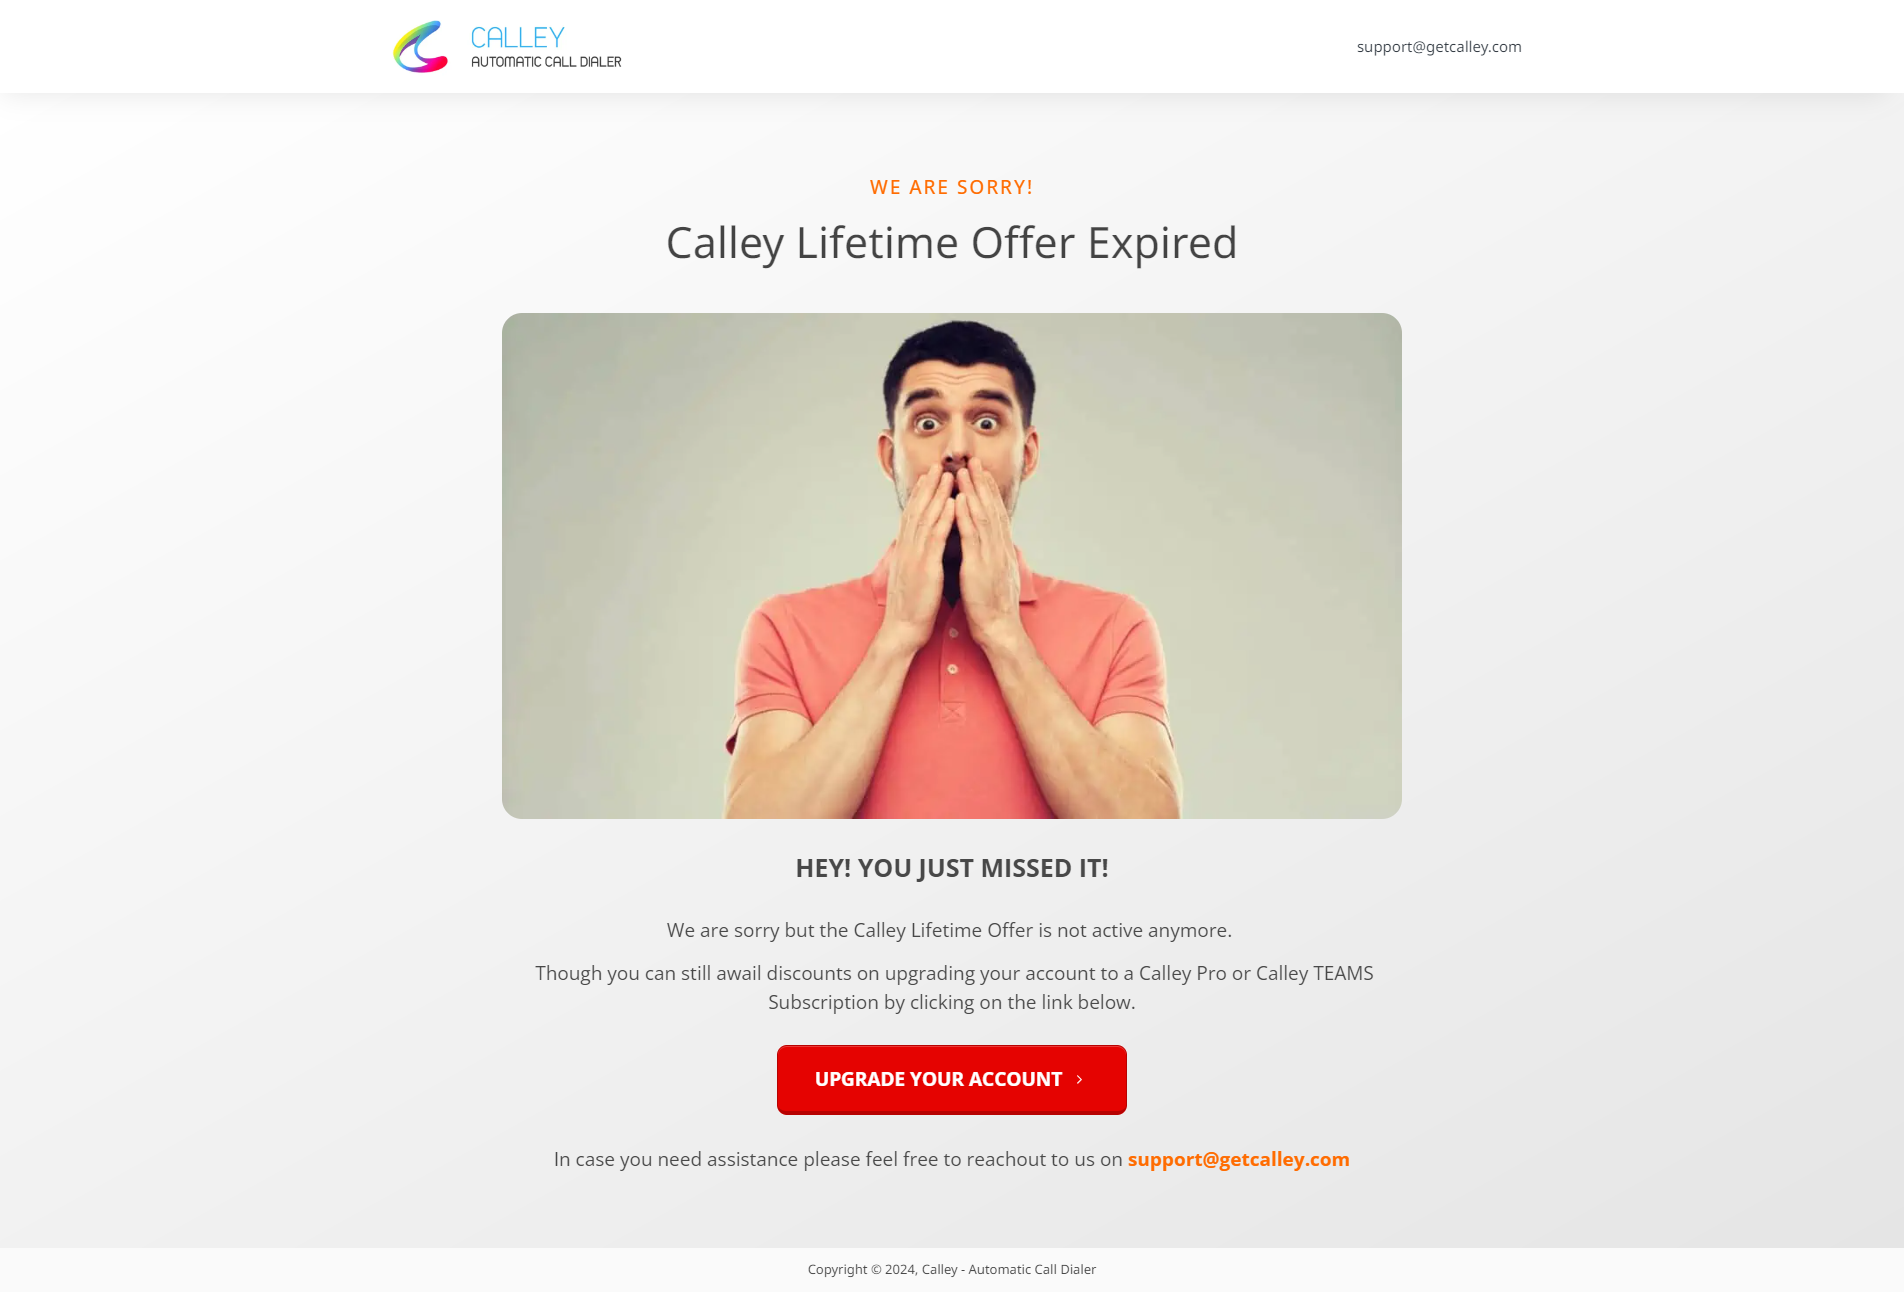 CALLEY
AUTOMATIC CALL DIALER
support@getcalley.com
WE ARE SORRY!
Calley Lifetime Offer Expired
HEY! YOU JUST MISSED IT!
We are sorry but the Calley Lifetime Offer is not active anymore.
Though you can still awail discounts on upgrading your account to a Calley Pro or Calley TEAMS
Subscription by clicking on the link below.
UPGRADE YOUR ACCOUNT
In case you need assistance please feel free to reachout to us on support@getcalley.com
Copyright © 2024, Calley - Automatic Call Dialer